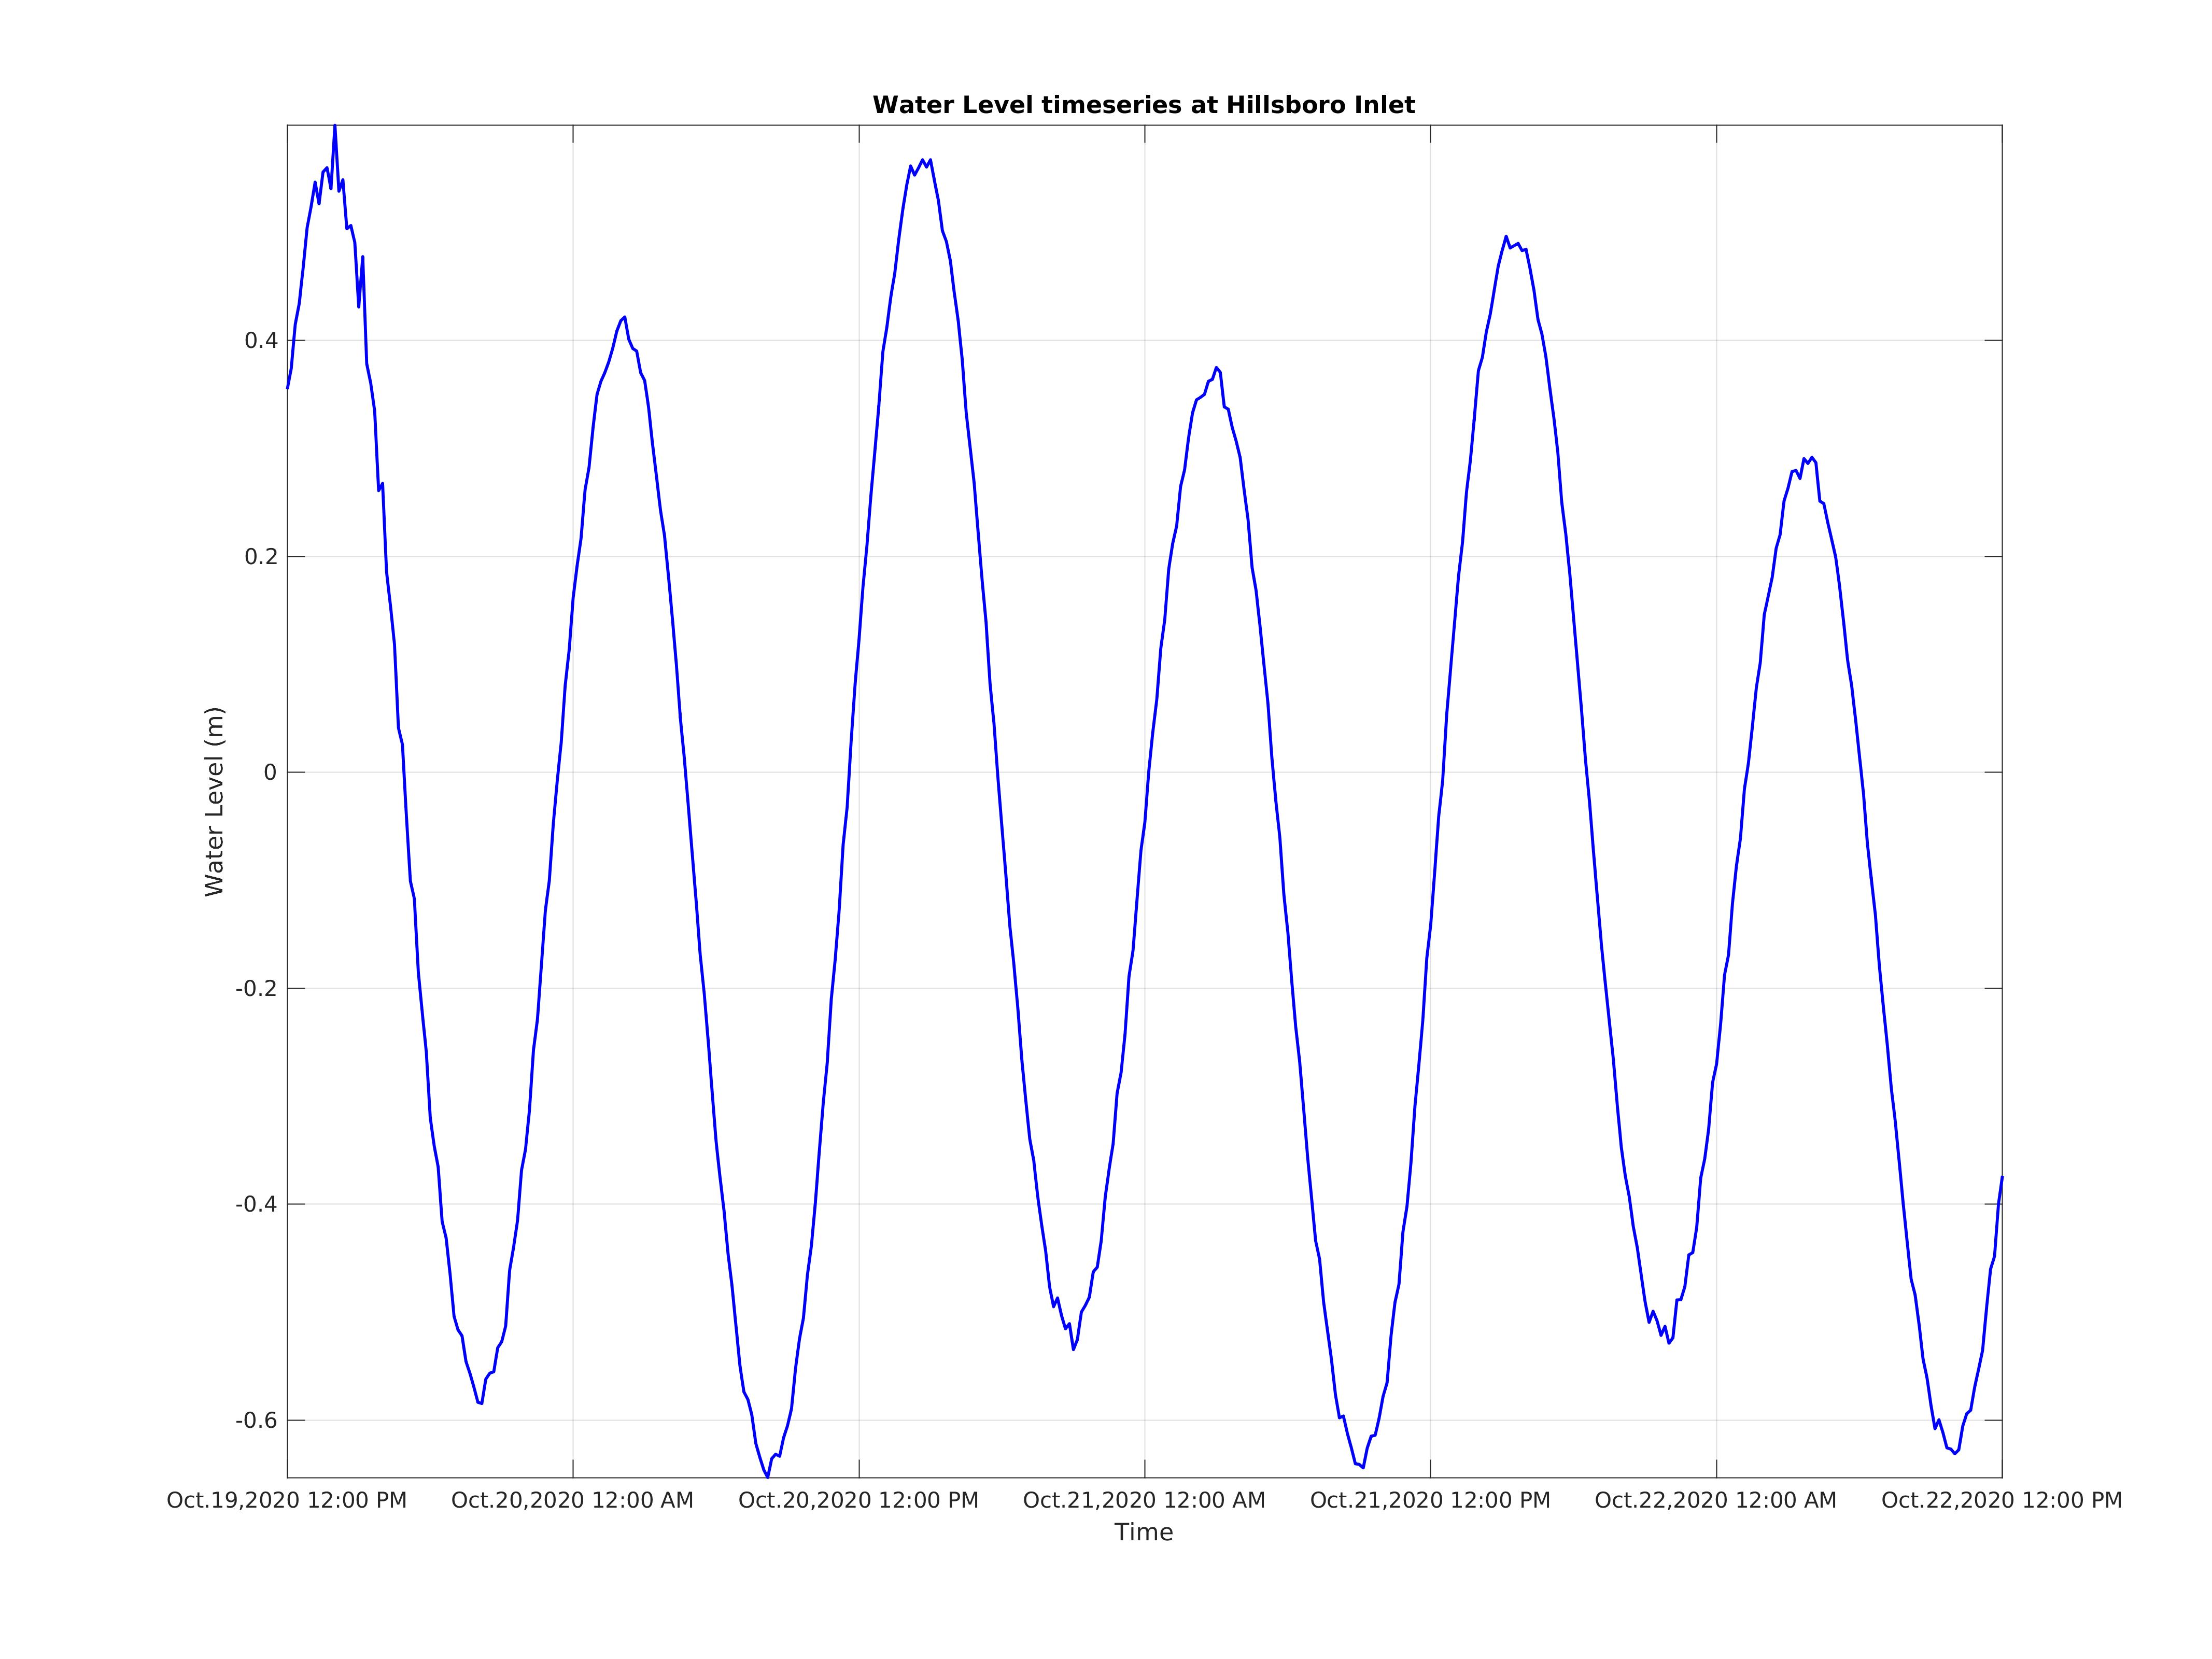 Water Level timeseries at Hillsboro Inlet
Water Level (m)
0.4
0.2
0
-0.2
-0.4
-0.6
Oct.19,2020 12:00 PM
Oct.20,2020 12:00 AM
Oct.20,2020 12:00 PM
Oct.21,2020 12:00 AM
Oct.21,2020 12:00 PM
Oct.22,2020 12:00 AM
Oct.22,2020 12:00 PM
Time